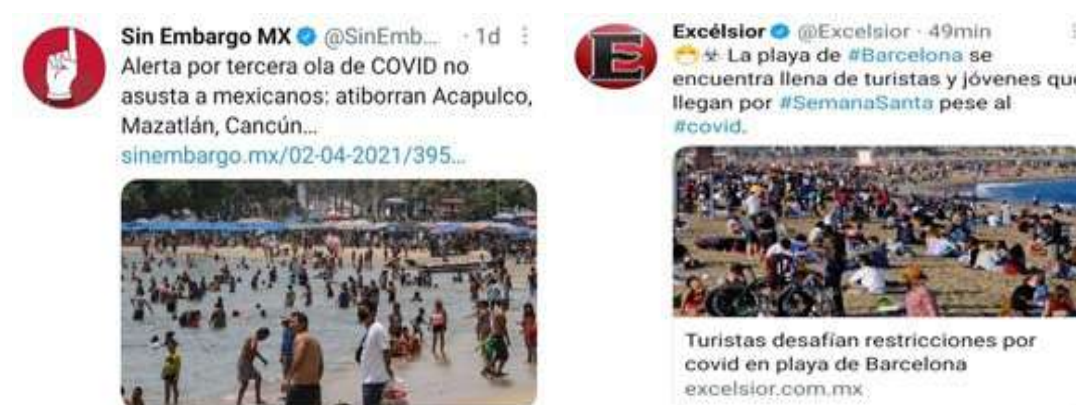 Sin Embargo MX @SinEmb... · 1d
Alerta por tercera ola de COVID no
asusta a mexicanos: atiborran Acapulco,
Mazatlán, Cancún...
sinembargo.mx/02-04-2021/395...
E
Excélsior @Excelsior · 49min
La playa de #Barcelona se
encuentra llena de turistas y jóvenes que
llegan por #SemanaSanta pese al
#covid.
Turistas desafían restricciones por
covid en playa de Barcelona
excelsior.com.mx